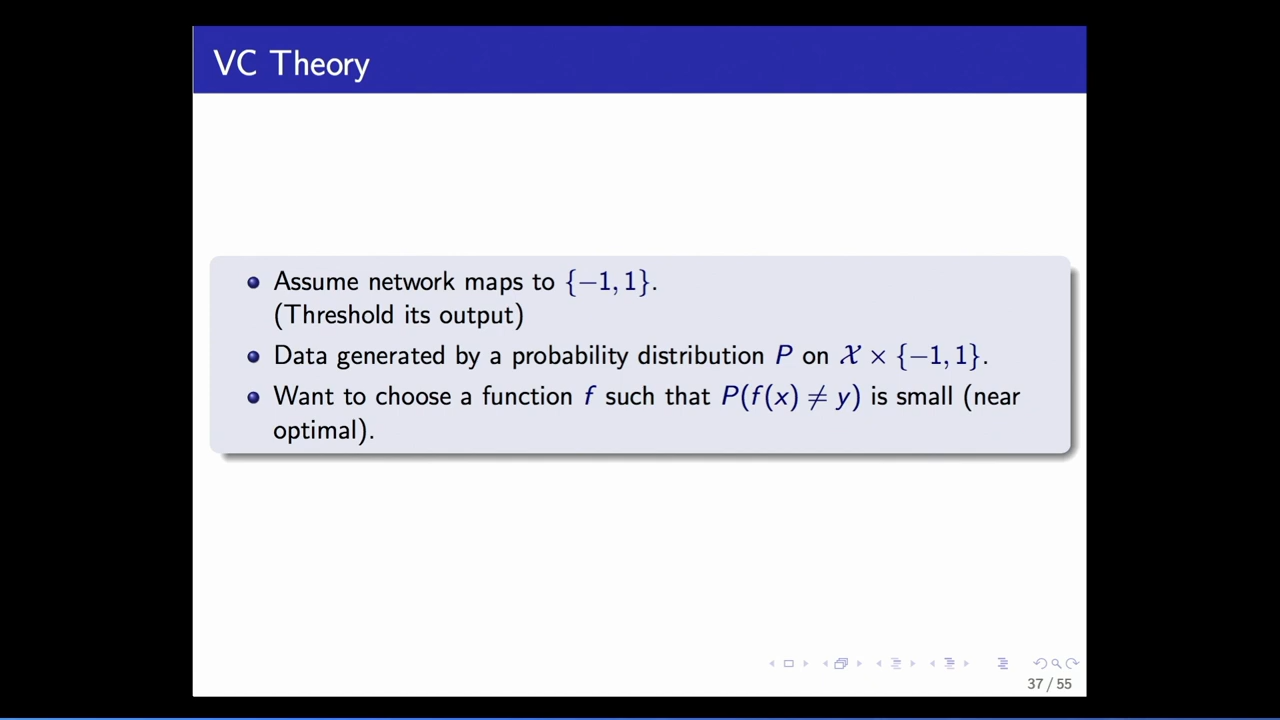 VC Theory
Assume network maps to {−1, 1}.
(Threshold its output)
Data generated by a probability distribution P on 𝒳 × {−1, 1}.
Want to choose a function f such that P(f(x) ≠ y) is small (near
optimal).
37 / 55